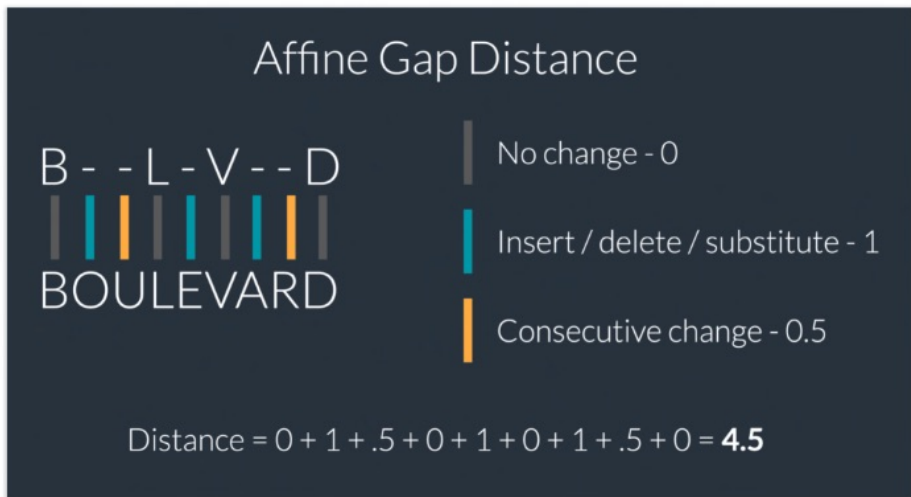 Affine Gap Distance
B - - L - V - - D
BOULEVARD
No change - 0
Insert / delete / substitute - 1
Consecutive change - 0.5
Distance = 0 + 1 + .5 + 0 + 1 + 0 + 1 + .5 + 0 = 4.5